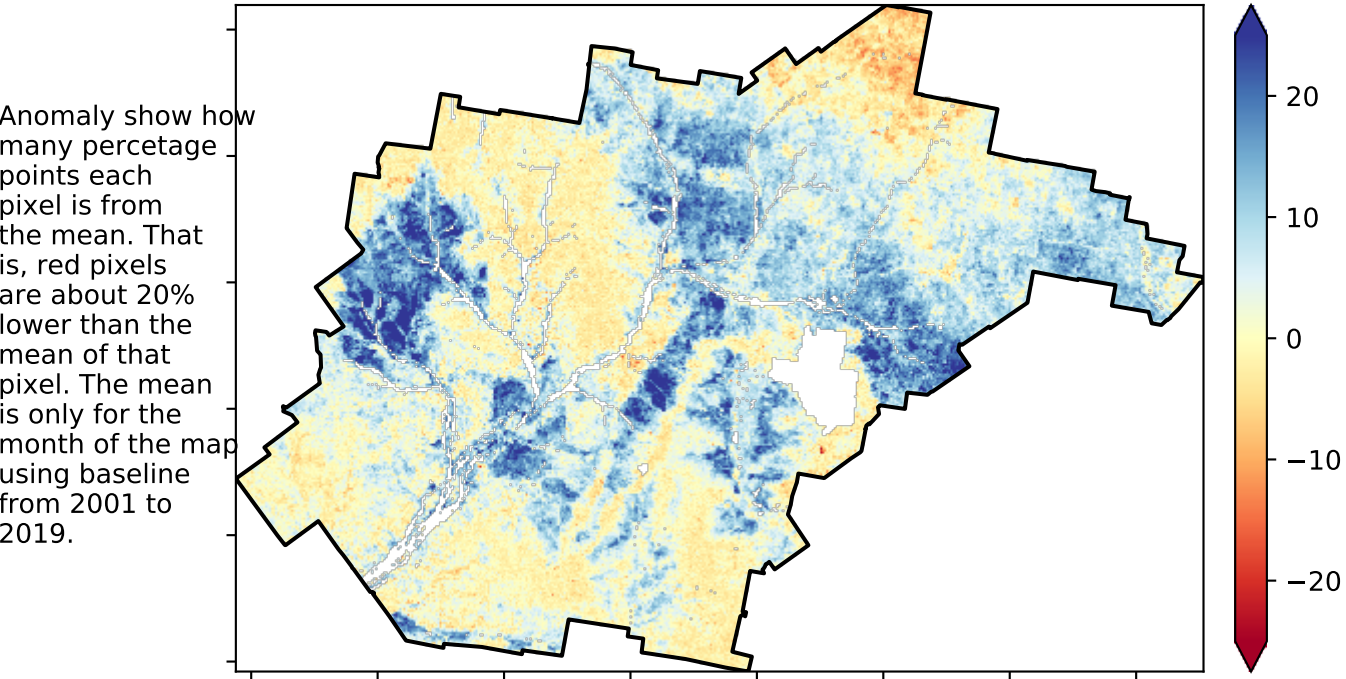 Anomaly show how
many percetage
points each
pixel is from
the mean. That
is, red pixels
are about 20%
lower than the
mean of that
pixel. The mean
is only for the
month of the map
using baseline
from 2001 to
2019.
20
10
0
−10
−20